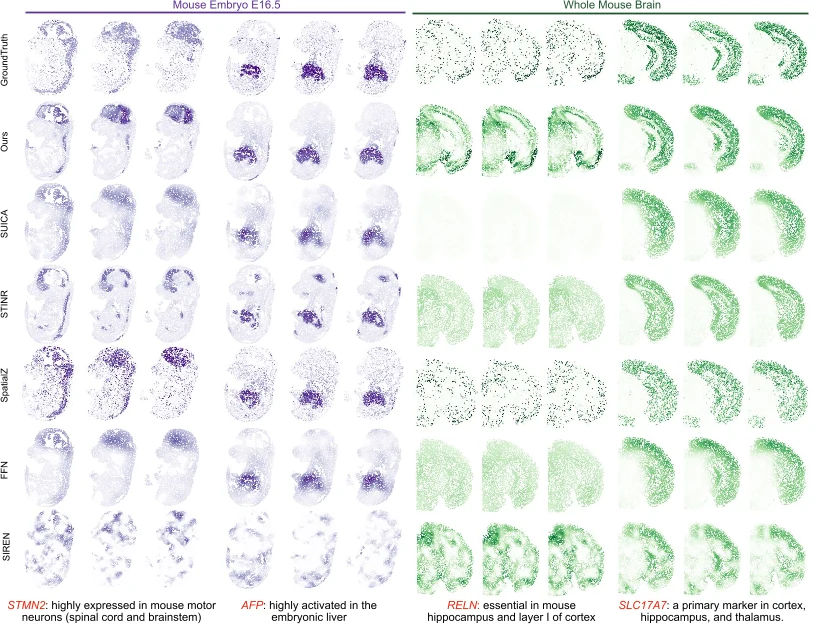 Mouse Embryo E16.5
Whole Mouse Brain
GroundTruth
Ours
SUICA
STINR
SpatialZ
FFN
SIREN
STMN2: highly expressed in mouse motor
neurons (spinal cord and brainstem)
AFP: highly activated in the
embryonic liver
RELN: essential in mouse
hippocampus and layer I of cortex
SLC17A7: a primary marker in cortex,
hippocampus, and thalamus.